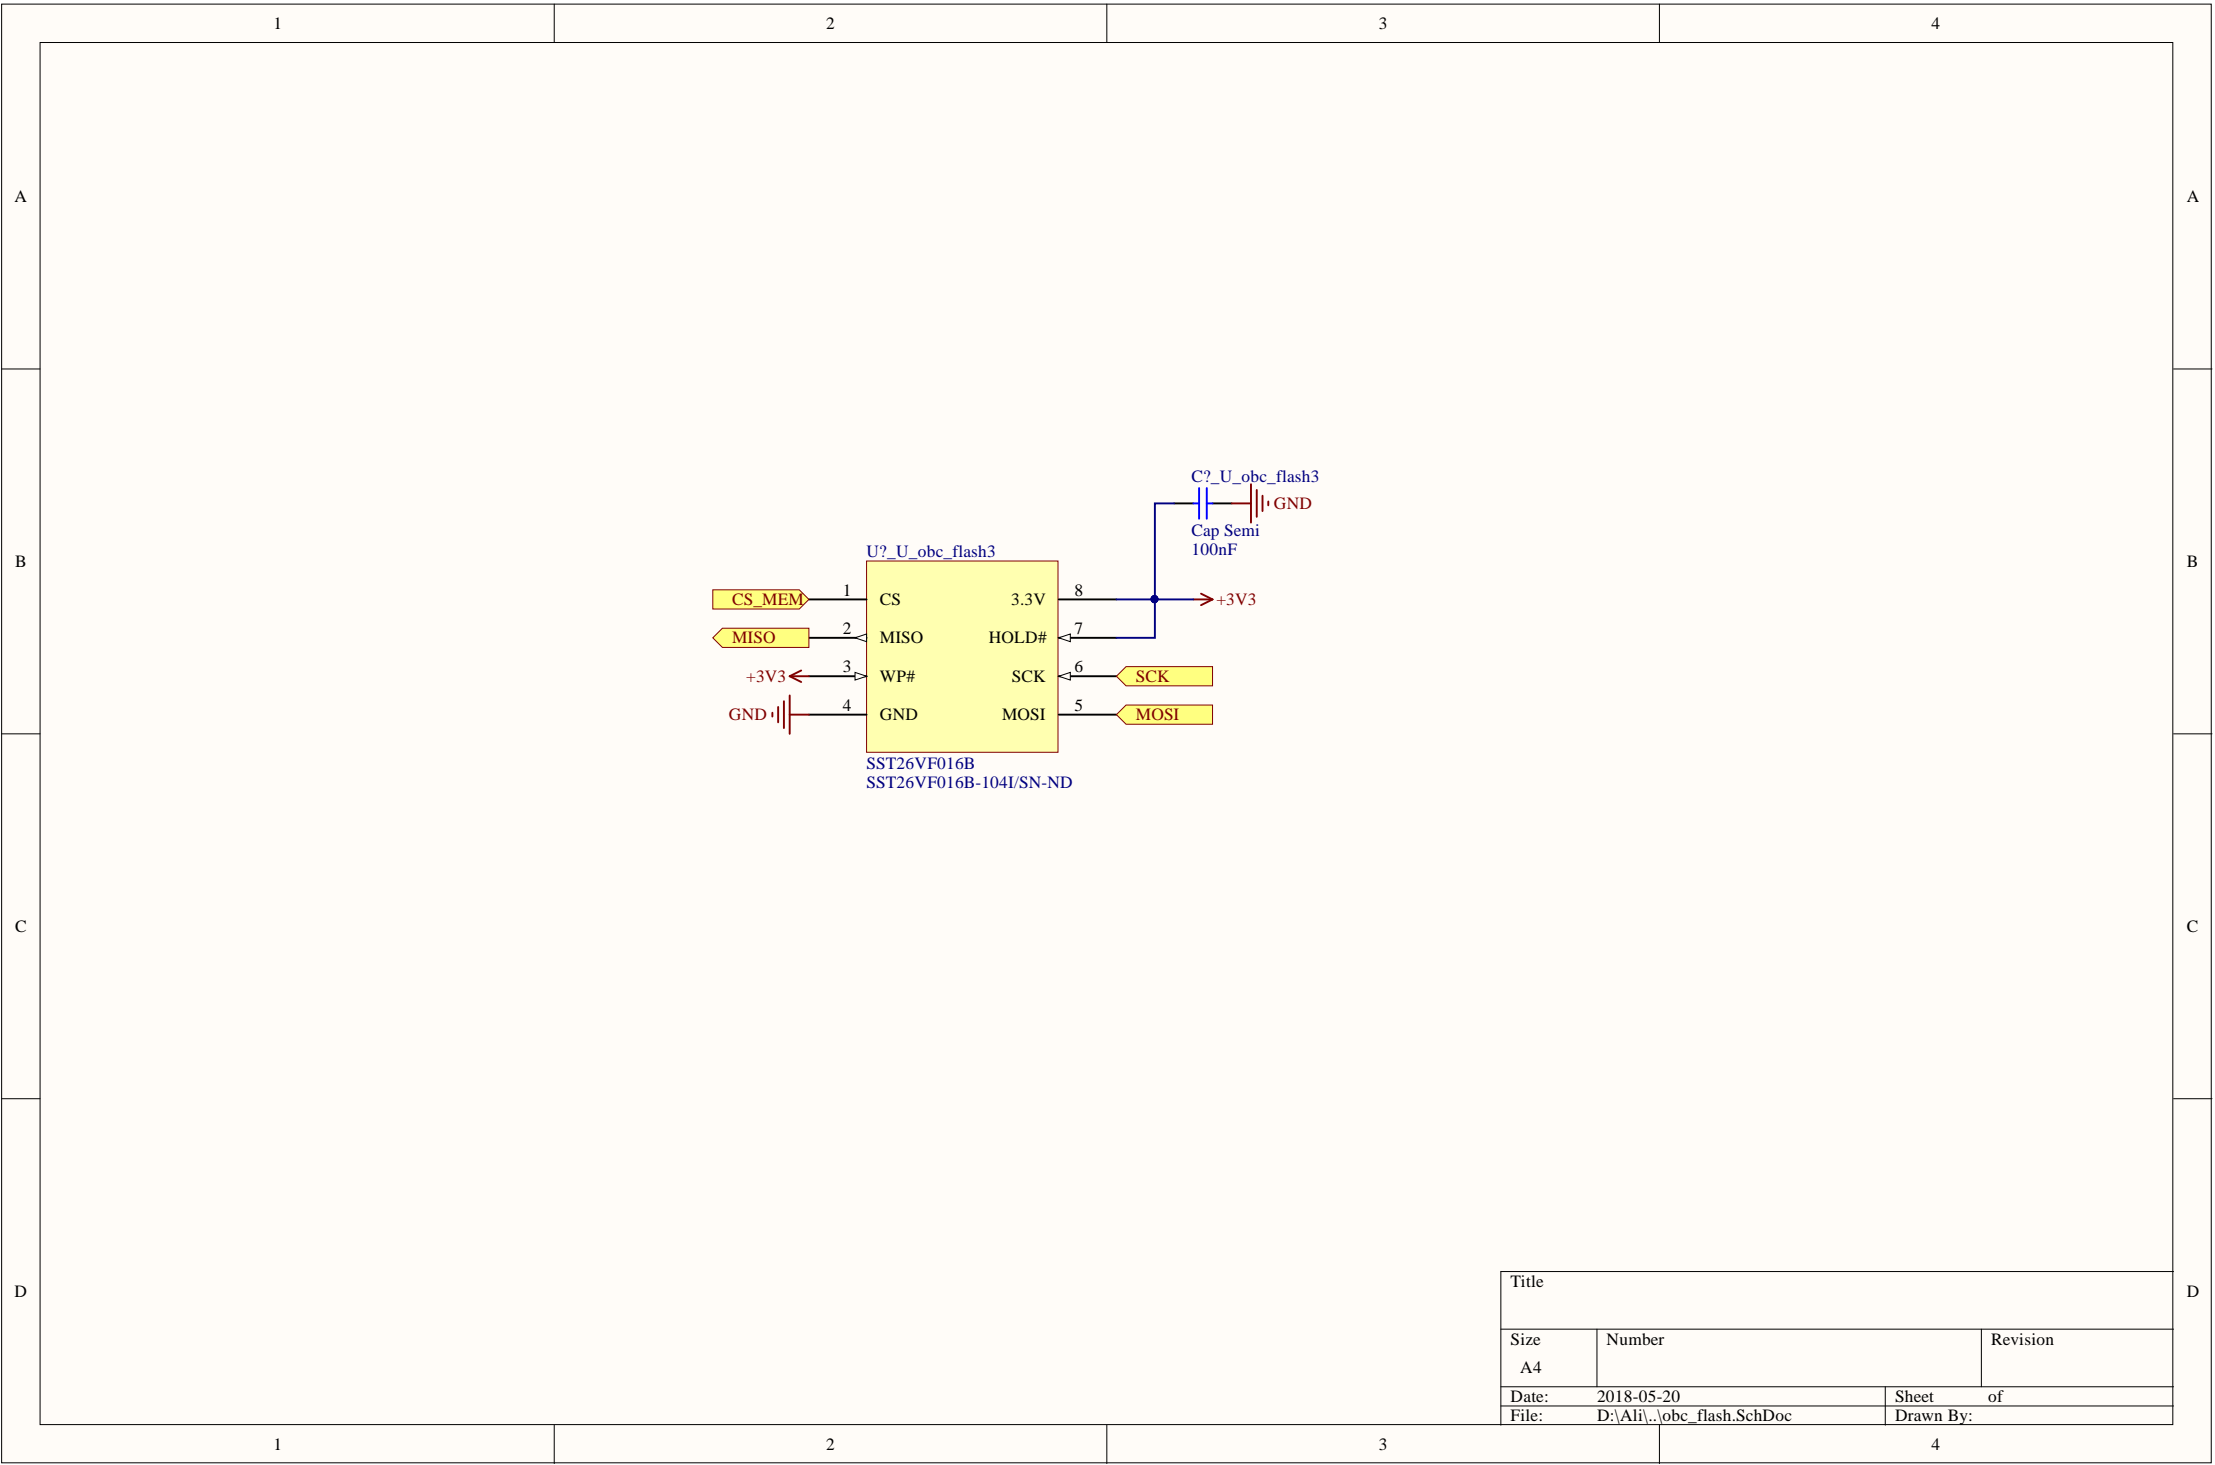 1 2 3 4
A A
C?_U_obc_flash3
GND
Cap Semi
100nF
B B
U?_U_obc_flash3
CS_MEM 1 CS 3.3V 8 +3V3
MISO 2 MISO HOLD# 7
+3V3 3 WP# SCK 6 SCK
GND 4 GND MOSI 5 MOSI
SST26VF016B
SST26VF016B-104I/SN-ND
C C
D D
Title
Size Number Revision
A4
Date: 2018-05-20 Sheet of
File: D:\Ali\..\obc_flash.SchDoc Drawn By:
1 2 3 4